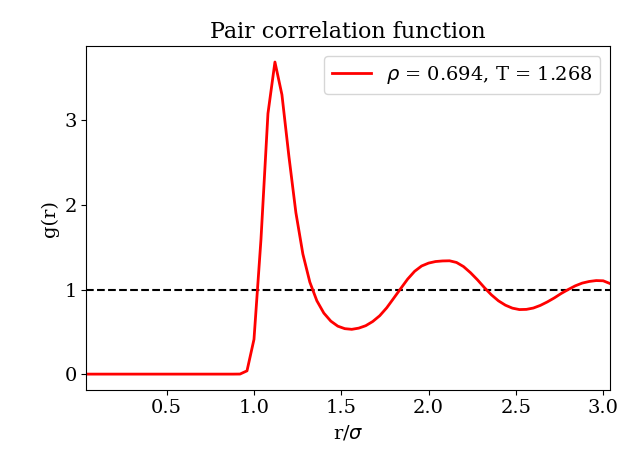 Pair correlation function
ρ = 0.694, T = 1.268
g(r)
3
2
1
0
0.5 1.0 1.5 2.0 2.5 3.0
r/σ